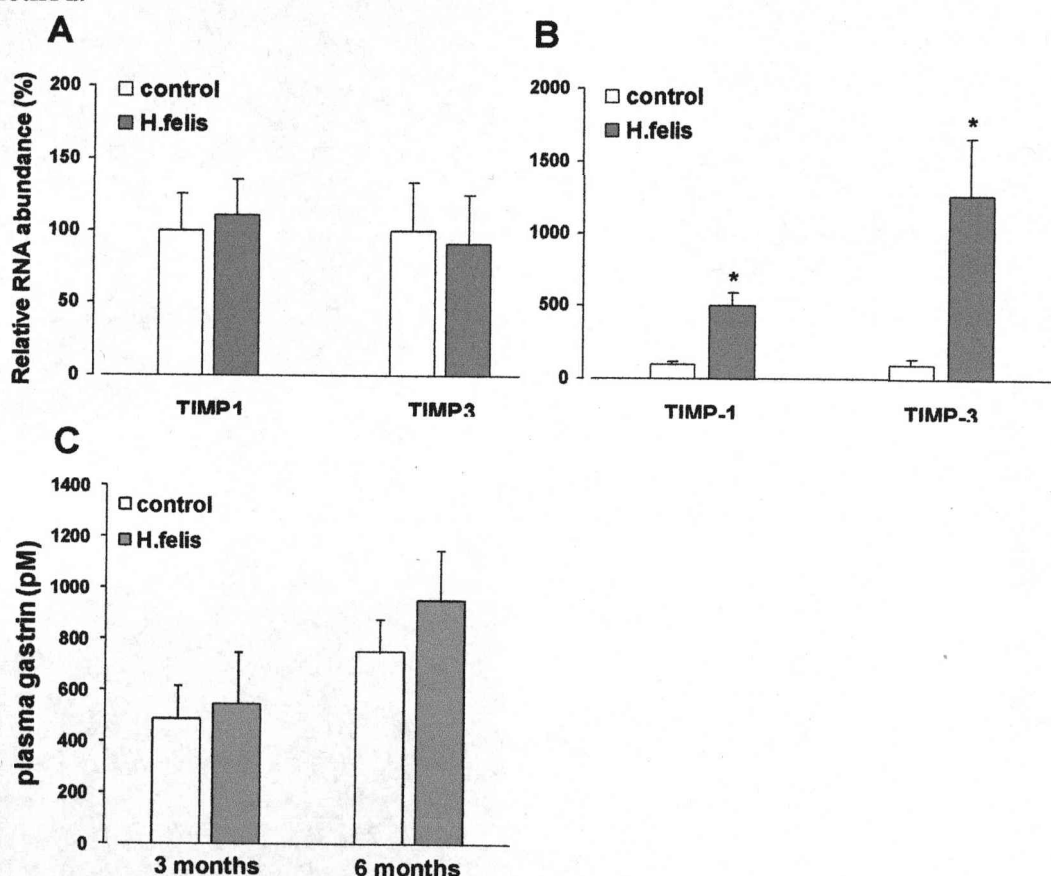 A
Relative RNA abundance (%)
200
150
100
50
0
control
H.felis
TIMP1
TIMP3
B
2000
1500
1000
500
0
control
H.felis
*
*
TIMP-1
TIMP-3
C
plasma gastrin (pM)
1400
1200
1000
800
600
400
200
0
control
H.felis
3 months
6 months